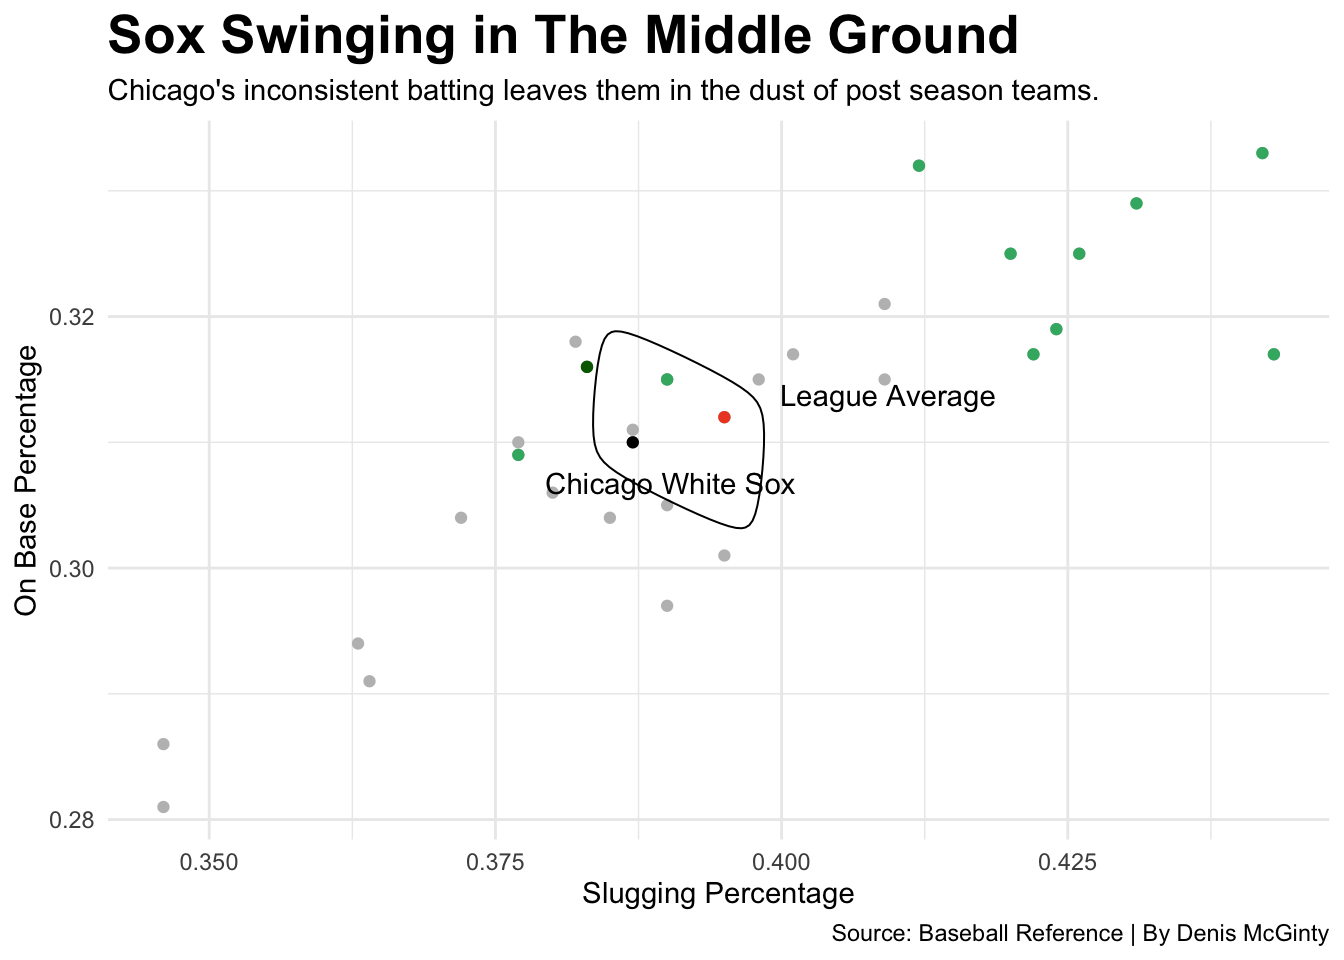 Sox Swinging in The Middle Ground
Chicago's inconsistent batting leaves them in the dust of post season teams.
On Base Percentage
0.32
0.30
0.28
League Average
Chicago White Sox
0.350
0.375
0.400
0.425
Slugging Percentage
Source: Baseball Reference | By Denis McGinty